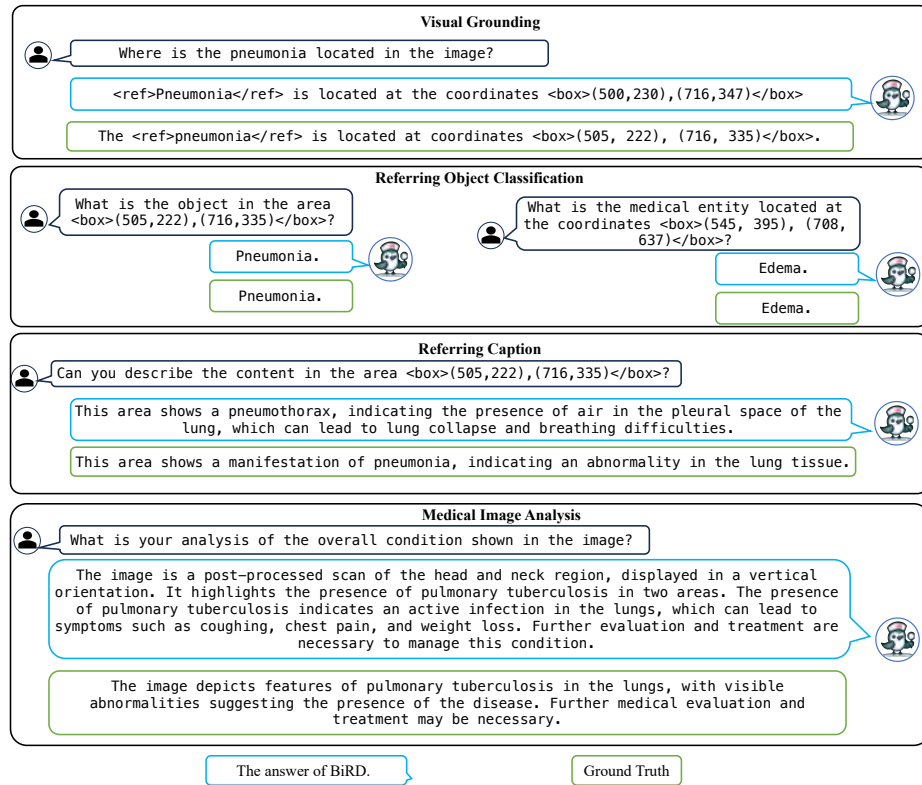 Visual Grounding
Where is the pneumonia located in the image?
<ref>Pneumonia</ref> is located at the coordinates <box>(500,230),(716,347)</box>
The <ref>pneumonia</ref> is located at coordinates <box>(505, 222), (716, 335)</box>.
Referring Object Classification
What is the object in the area
<box>(505,222),(716,335)</box>?
Pneumonia.
Pneumonia.
What is the medical entity located at
the coordinates <box>(545, 395), (708,
637)</box>?
Edema.
Edema.
Referring Caption
Can you describe the content in the area <box>(505,222),(716,335)</box>?
This area shows a pneumothorax, indicating the presence of air in the pleural space of the
lung, which can lead to lung collapse and breathing difficulties.
This area shows a manifestation of pneumonia, indicating an abnormality in the lung tissue.
Medical Image Analysis
What is your analysis of the overall condition shown in the image?
The image is a post-processed scan of the head and neck region, displayed in a vertical
orientation. It highlights the presence of pulmonary tuberculosis in two areas. The presence
of pulmonary tuberculosis indicates an active infection in the lungs, which can lead to
symptoms such as coughing, chest pain, and weight loss. Further evaluation and treatment are
necessary to manage this condition.
The image depicts features of pulmonary tuberculosis in the lungs, with visible
abnormalities suggesting the presence of the disease. Further medical evaluation and
treatment may be necessary.
The answer of BiRD.
Ground Truth